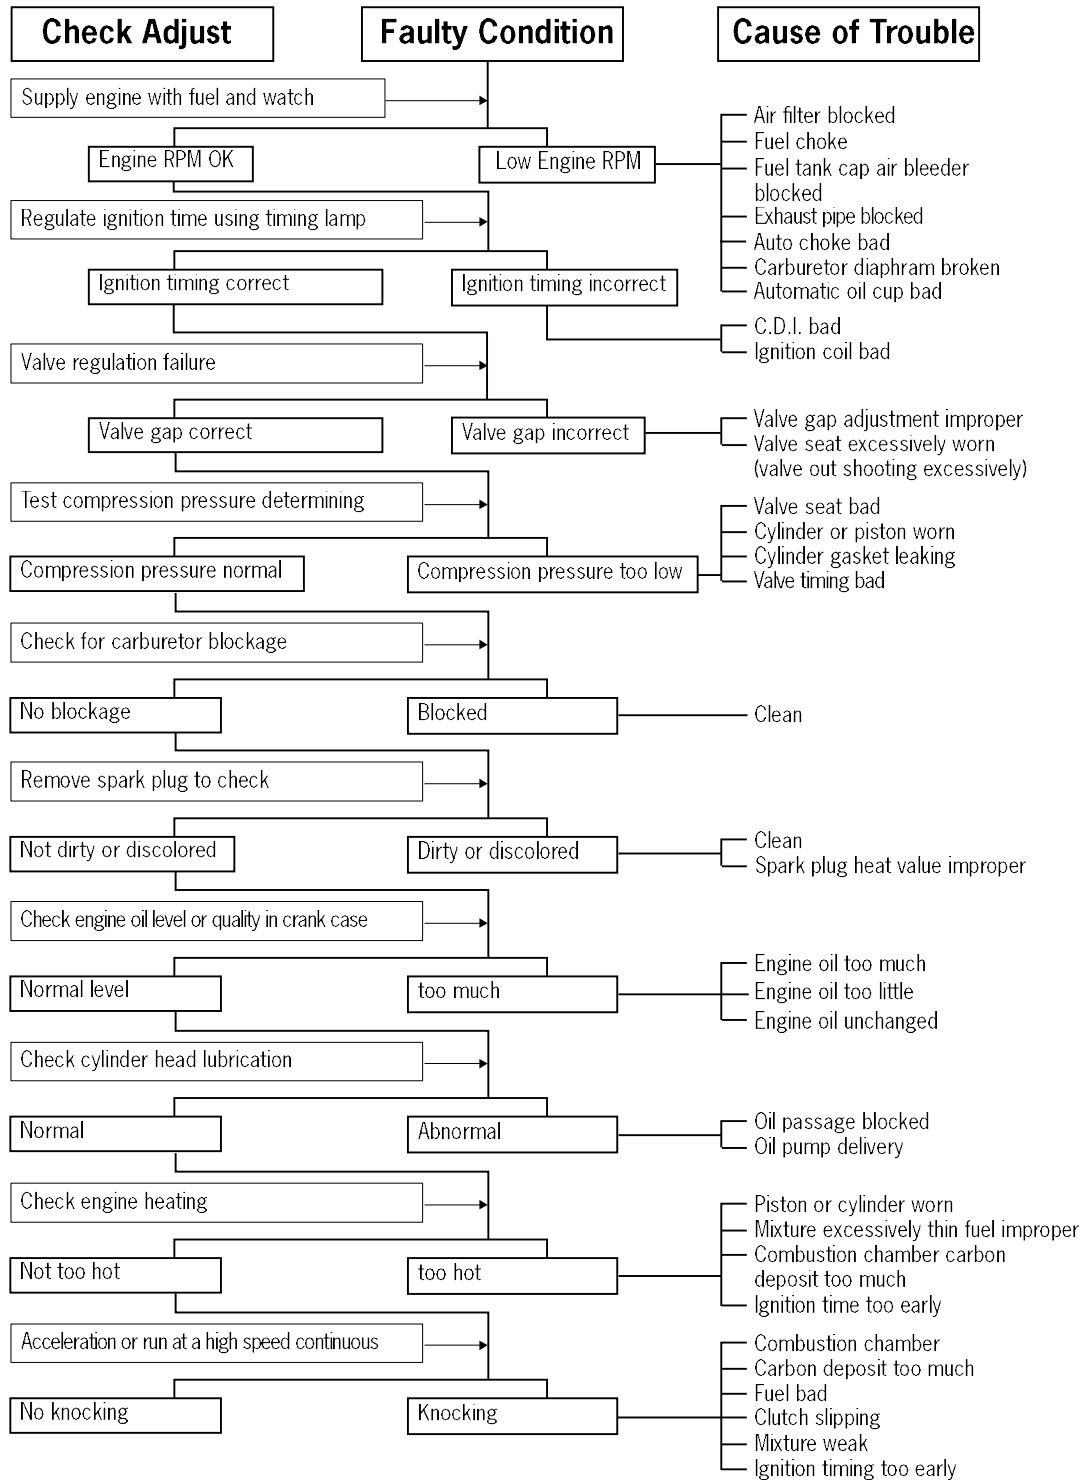 Check Adjust
Faulty Condition
Cause of Trouble
Supply engine with fuel and watch
Engine RPM OK
Low Engine RPM
Air filter blocked
Fuel choke
Fuel tank cap air bleeder
blocked
Exhaust pipe blocked
Auto choke bad
Carburetor diaphram broken
Automatic oil cup bad
Regulate ignition time using timing lamp
Ignition timing correct
Ignition timing incorrect
C.D.I. bad
Ignition coil bad
Valve regulation failure
Valve gap correct
Valve gap incorrect
Valve gap adjustment improper
Valve seat excessively worn
(valve out shooting excessively)
Test compression pressure determining
Compression pressure normal
Compression pressure too low
Valve seat bad
Cylinder or piston worn
Cylinder gasket leaking
Valve timing bad
Check for carburetor blockage
No blockage
Blocked
Clean
Remove spark plug to check
Not dirty or discolored
Dirty or discolored
Clean
Spark plug heat value improper
Check engine oil level or quality in crank case
Normal level
too much
Engine oil too much
Engine oil too little
Engine oil unchanged
Check cylinder head lubrication
Normal
Abnormal
Oil passage blocked
Oil pump delivery
Check engine heating
Not too hot
too hot
Piston or cylinder worn
Mixture excessively thin fuel improper
Combustion chamber carbon
deposit too much
Ignition time too early
Acceleration or run at a high speed continuous
No knocking
Knocking
Combustion chamber
Carbon deposit too much
Fuel bad
Clutch slipping
Mixture weak
Ignition timing too early